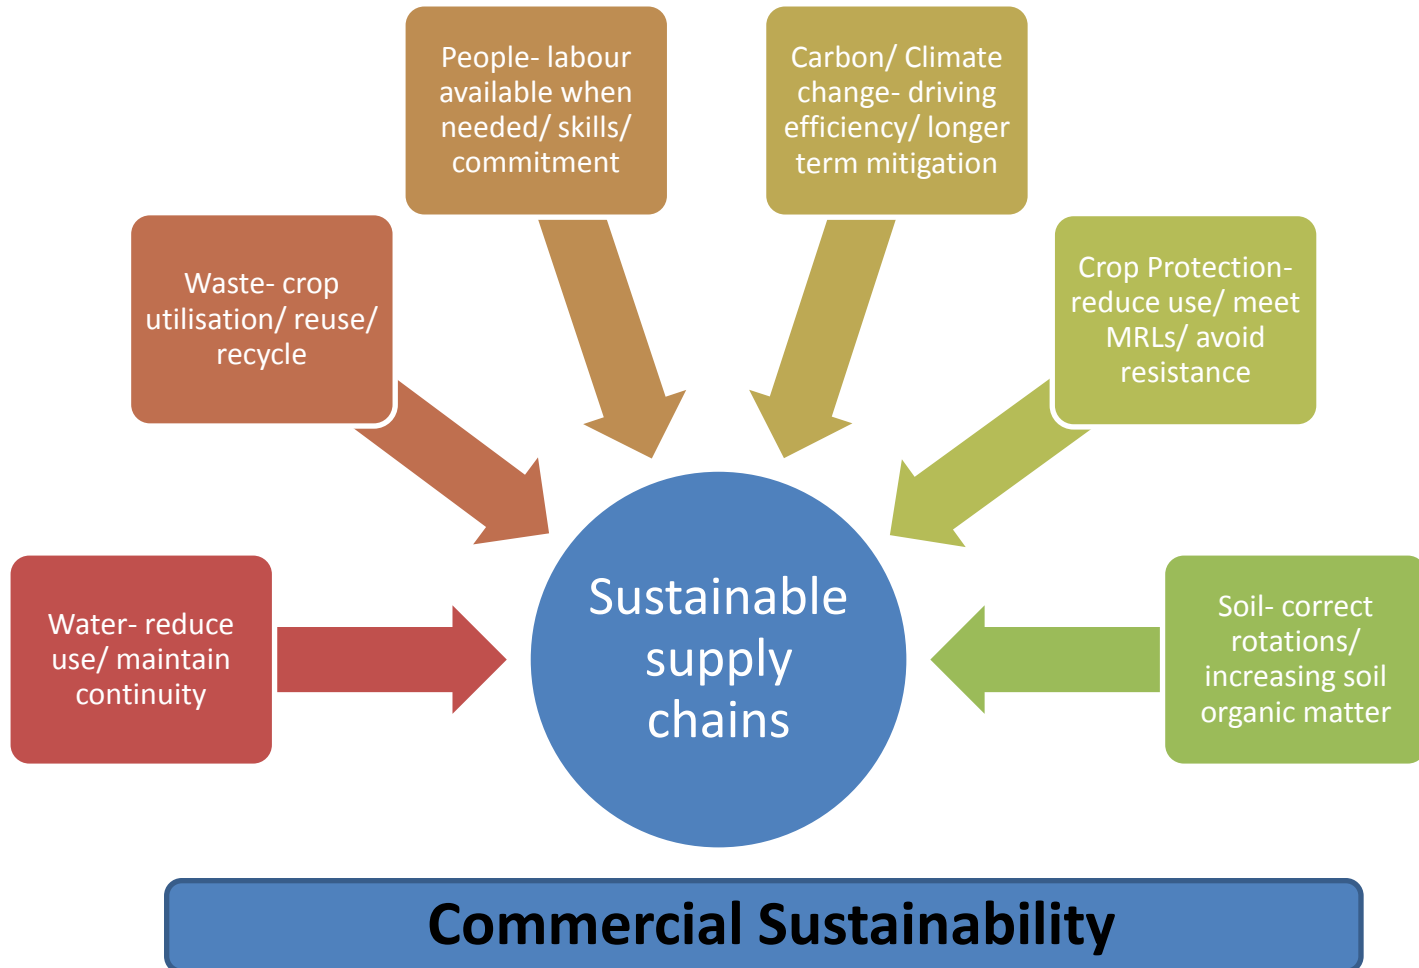 People- labour
available when
needed/ skills/
commitment
Carbon/ Climate
change- driving
efficiency/ longer
term mitigation
Waste- crop
utilisation/ reuse/
recycle
Crop Protection-
reduce use/ meet
MRLs/ avoid
resistance
Water- reduce
use/ maintain
continuity
Sustainable
supply
chains
Soil- correct
rotations/
increasing soil
organic matter
Commercial Sustainability